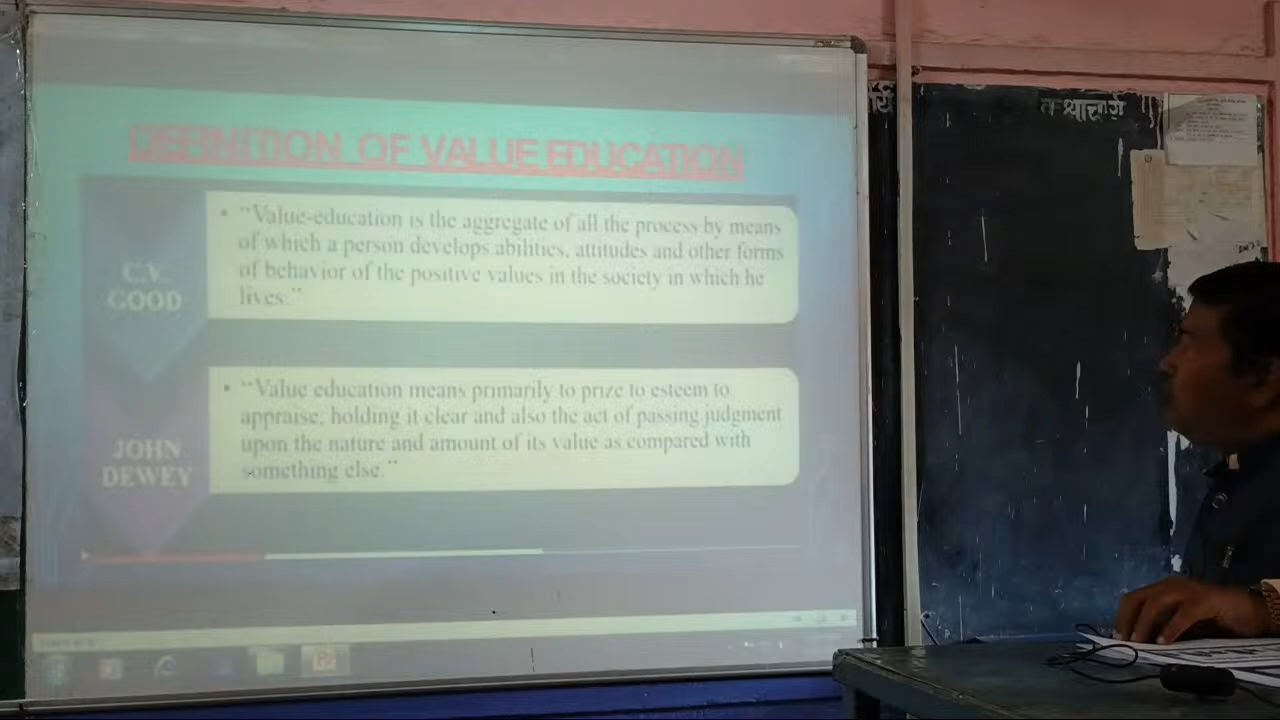 DEFINITION OF VALUE EDUCATION
C.V.
GOOD
• “Value-education is the aggregate of all the process by means
of which a person develops abilities, attitudes and other forms
of behavior of the positive values in the society in which he
lives.”
JOHN
DEWEY
• “Value education means primarily to prize to esteem to
appraise, holding it clear and also the act of passing judgment
upon the nature and amount of its value as compared with
something else.”